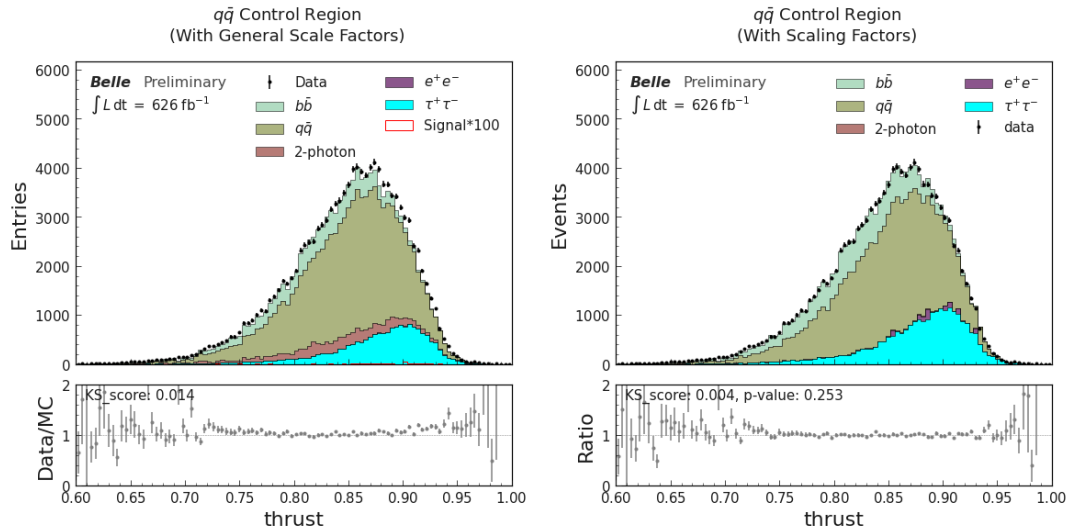 qq̄ Control Region
(With General Scale Factors)
Belle Preliminary
∫ L dt = 626 fb⁻¹
Data
bb̄
qq̄
2-photon
e⁺e⁻
τ⁺τ⁻
Signal*100
Entries
6000
5000
4000
3000
2000
1000
0
KS_score: 0.014
Data/MC
2
1
0
0.60 0.65 0.70 0.75 0.80 0.85 0.90 0.95 1.00
thrust
qq̄ Control Region
(With Scaling Factors)
Belle Preliminary
∫ L dt = 626 fb⁻¹
bb̄
qq̄
2-photon
e⁺e⁻
τ⁺τ⁻
data
Events
6000
5000
4000
3000
2000
1000
0
KS_score: 0.004, p-value: 0.253
Ratio
2
1
0
0.60 0.65 0.70 0.75 0.80 0.85 0.90 0.95 1.00
thrust